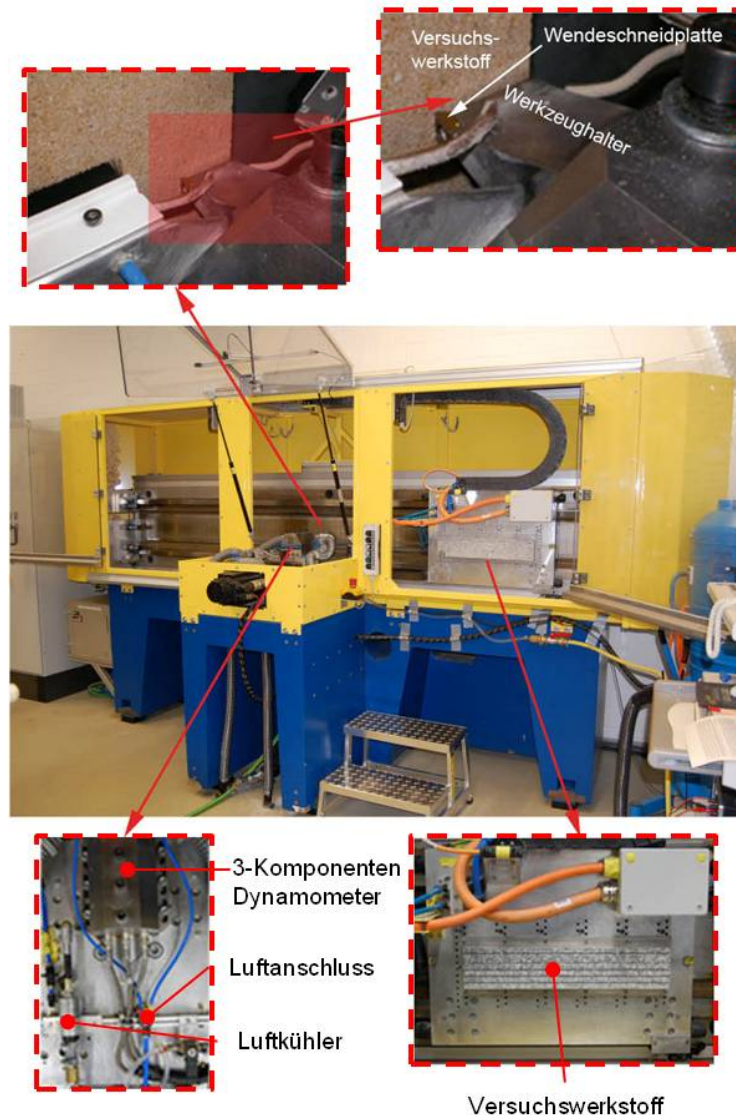 Versuchs-
werkstoff
Wendeschneidplatte
Werkzeughalter
3-Komponenten
Dynamometer
Luftanschluss
Luftkühler
Versuchswerkstoff